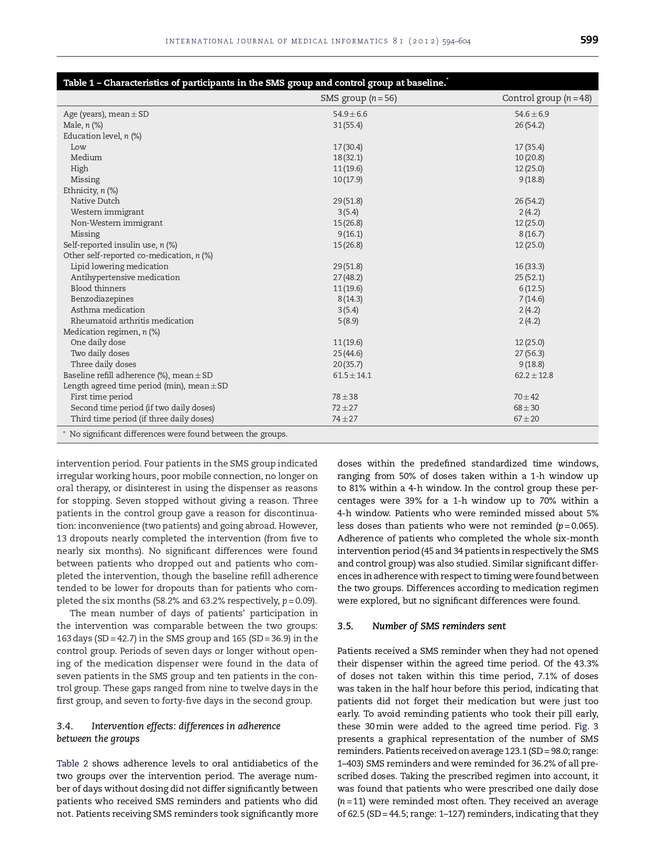 INTERNATIONAL JOURNAL OF MEDICAL INFORMATICS 81 (2012) 594–604
599
Table 1 – Characteristics of participants in the SMS group and control group at baseline.*
SMS group (n = 56) Control group (n = 48)
Age (years), mean ± SD 54.9 ± 6.6 54.6 ± 6.9
Male, n (%) 31 (55.4) 26 (54.2)
Education level, n (%)
Low 17 (30.4) 17 (35.4)
Medium 18 (32.1) 10 (20.8)
High 11 (19.6) 12 (25.0)
Missing 10 (17.9) 9 (18.8)
Ethnicity, n (%)
Native Dutch 29 (51.8) 26 (54.2)
Western immigrant 3 (5.4) 2 (4.2)
Non-Western immigrant 15 (26.8) 12 (25.0)
Missing 9 (16.1) 8 (16.7)
Self-reported insulin use, n (%) 15 (26.8) 12 (25.0)
Other self-reported co-medication, n (%)
Lipid lowering medication 29 (51.8) 16 (33.3)
Antihypertensive medication 27 (48.2) 25 (52.1)
Blood thinners 11 (19.6) 6 (12.5)
Benzodiazepines 8 (14.3) 7 (14.6)
Asthma medication 3 (5.4) 2 (4.2)
Rheumatoid arthritis medication 5 (8.9) 2 (4.2)
Medication regimen, n (%)
One daily dose 11 (19.6) 12 (25.0)
Two daily doses 25 (44.6) 27 (56.3)
Three daily doses 20 (35.7) 9 (18.8)
Baseline refill adherence (%), mean ± SD 61.5 ± 14.1 62.2 ± 12.8
Length agreed time period (min), mean ± SD
First time period 78 ± 38 70 ± 42
Second time period (if two daily doses) 72 ± 27 68 ± 30
Third time period (if three daily doses) 74 ± 27 67 ± 20
* No significant differences were found between the groups.
intervention period. Four patients in the SMS group indicated
irregular working hours, poor mobile connection, no longer on
oral therapy, or disinterest in using the dispenser as reasons
for stopping. Seven stopped without giving a reason. Three
patients in the control group gave a reason for discontinua-
tion: inconvenience (two patients) and going abroad. However,
13 dropouts nearly completed the intervention (from five to
nearly six months). No significant differences were found
between patients who dropped out and patients who com-
pleted the intervention, though the baseline refill adherence
tended to be lower for dropouts than for patients who com-
pleted the six months (58.2% and 63.2% respectively, p = 0.09).
The mean number of days of patients' participation in
the intervention was comparable between the two groups:
163 days (SD = 42.7) in the SMS group and 165 (SD = 36.9) in the
control group. Periods of seven days or longer without open-
ing of the medication dispenser were found in the data of
seven patients in the SMS group and ten patients in the con-
trol group. These gaps ranged from nine to twelve days in the
first group, and seven to forty-five days in the second group.
3.4. Intervention effects: differences in adherence
between the groups
Table 2 shows adherence levels to oral antidiabetics of the
two groups over the intervention period. The average num-
ber of days without dosing did not differ significantly between
patients who received SMS reminders and patients who did
not. Patients receiving SMS reminders took significantly more
doses within the predefined standardized time windows,
ranging from 50% of doses taken within a 1-h window up
to 81% within a 4-h window. In the control group these per-
centages were 39% for a 1-h window up to 70% within a
4-h window. Patients who were reminded missed about 5%
less doses than patients who were not reminded (p = 0.065).
Adherence of patients who completed the whole six-month
intervention period (45 and 34 patients in respectively the SMS
and control group) was also studied. Similar significant differ-
ences in adherence with respect to timing were found between
the two groups. Differences according to medication regimen
were explored, but no significant differences were found.
3.5. Number of SMS reminders sent
Patients received a SMS reminder when they had not opened
their dispenser within the agreed time period. Of the 43.3%
of doses not taken within this time period, 7.1% of doses
was taken in the half hour before this period, indicating that
patients did not forget their medication but were just too
early. To avoid reminding patients who took their pill early,
these 30 min were added to the agreed time period. Fig. 3
presents a graphical representation of the number of SMS
reminders. Patients received on average 123.1 (SD = 98.0; range:
1–403) SMS reminders and were reminded for 36.2% of all pre-
scribed doses. Taking the prescribed regimen into account, it
was found that patients who were prescribed one daily dose
(n = 11) were reminded most often. They received an average
of 62.5 (SD = 44.5; range: 1–127) reminders, indicating that they